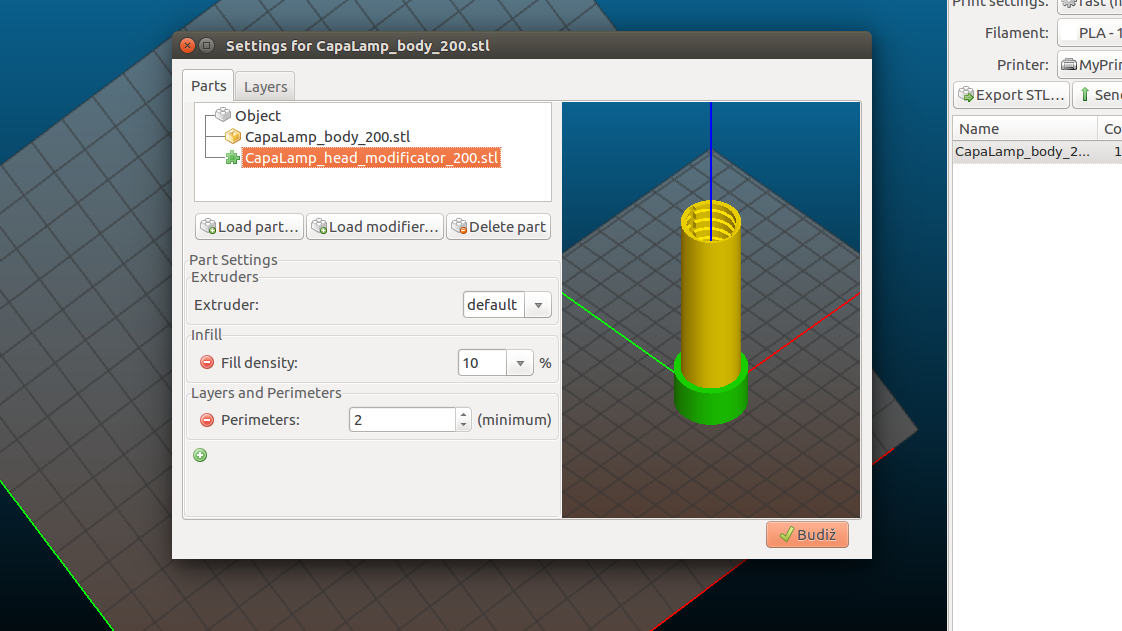 Print settings:
Filament: PLA - 1
Printer: MyPrin
Export STL... Send
Name Co
CapaLamp_body_2... 1
Settings for CapaLamp_body_200.stl
Parts Layers
Object
CapaLamp_body_200.stl
CapaLamp_head_modificator_200.stl
Load part... Load modifier... Delete part
Part Settings
Extruders
Extruder: default
Infill
Fill density: 10 %
Layers and Perimeters
Perimeters: 2 (minimum)
Budiž